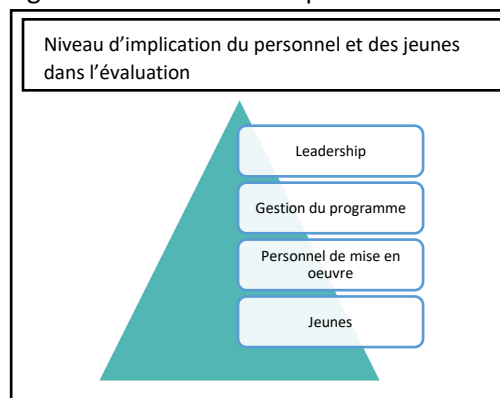 Niveau d’implication du personnel et des jeunes
dans l’évaluation
Leadership
Gestion du programme
Personnel de mise en
oeuvre
Jeunes